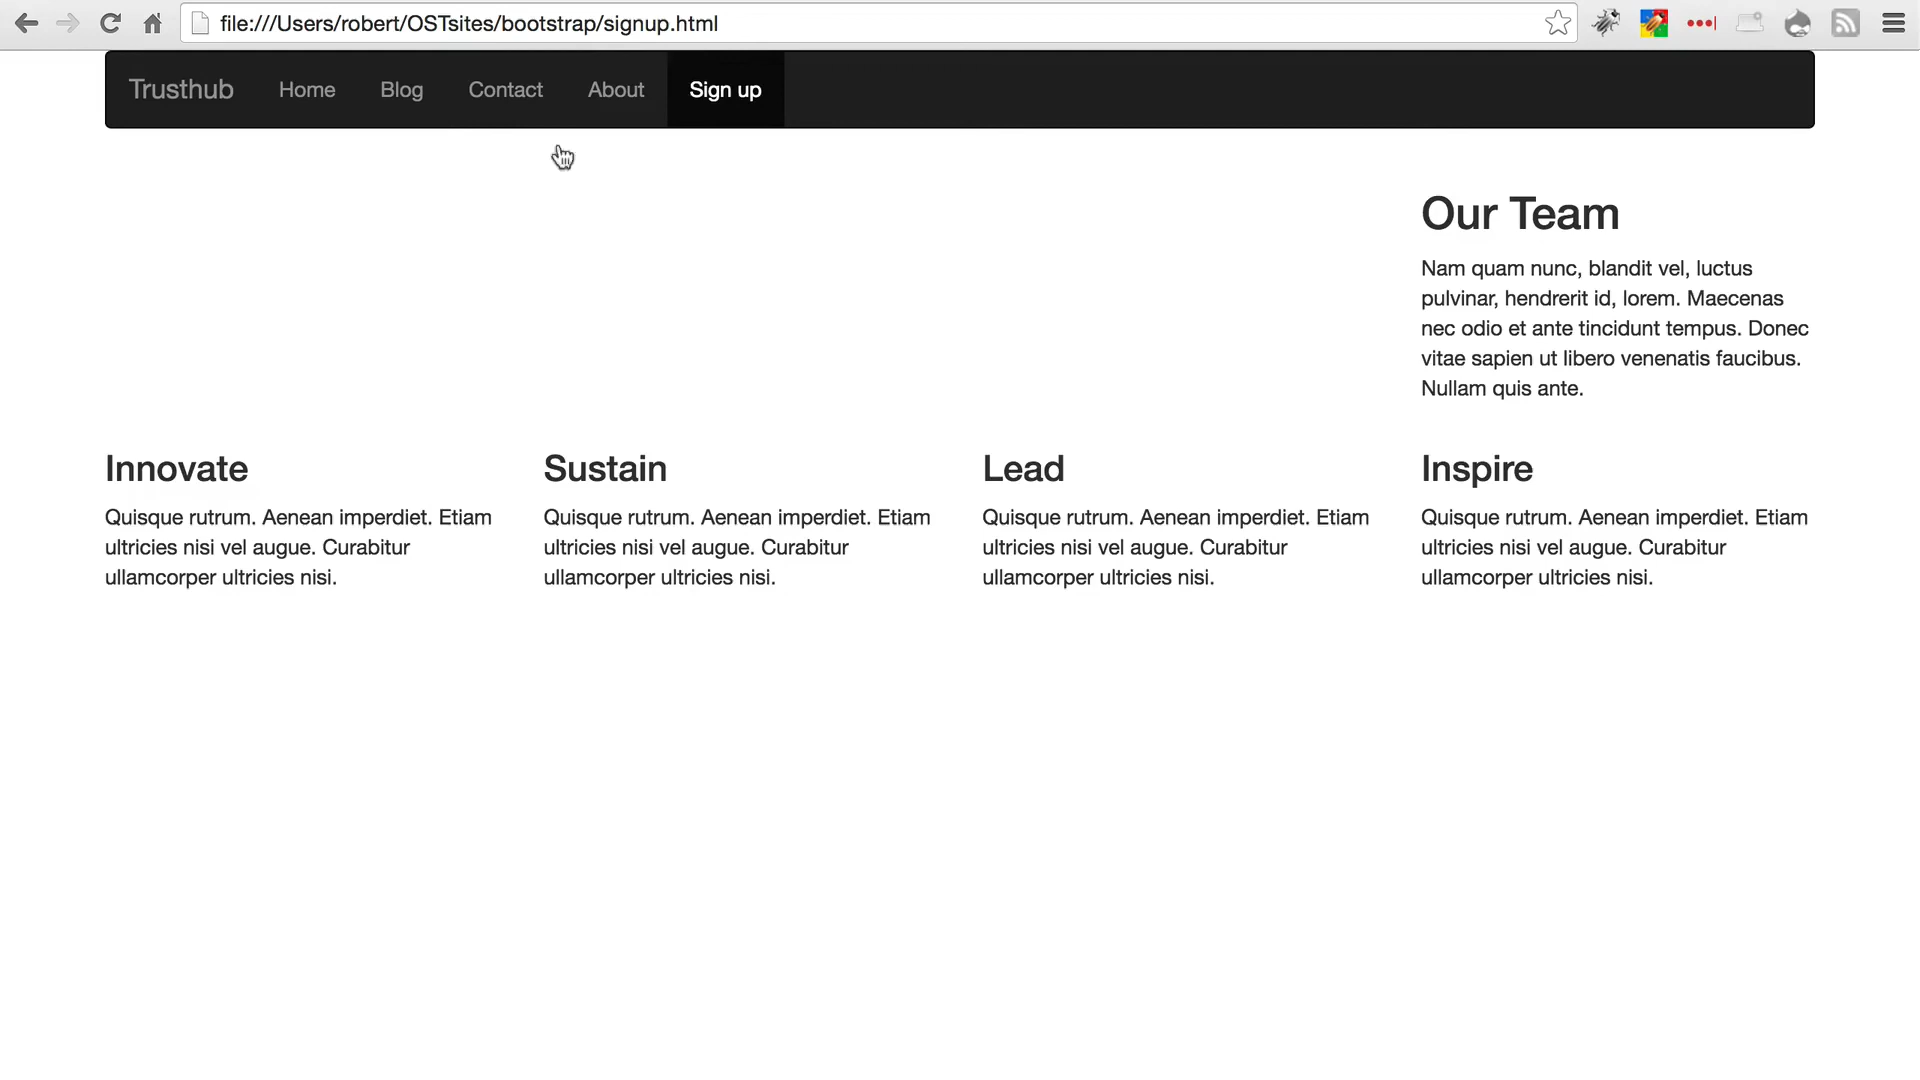 file:///Users/robert/OSTsites/bootstrap/signup.html
Trusthub Home Blog Contact About Sign up
Our Team
Nam quam nunc, blandit vel, luctus
pulvinar, hendrerit id, lorem. Maecenas
nec odio et ante tincidunt tempus. Donec
vitae sapien ut libero venenatis faucibus.
Nullam quis ante.
Innovate
Quisque rutrum. Aenean imperdiet. Etiam
ultricies nisi vel augue. Curabitur
ullamcorper ultricies nisi.
Sustain
Quisque rutrum. Aenean imperdiet. Etiam
ultricies nisi vel augue. Curabitur
ullamcorper ultricies nisi.
Lead
Quisque rutrum. Aenean imperdiet. Etiam
ultricies nisi vel augue. Curabitur
ullamcorper ultricies nisi.
Inspire
Quisque rutrum. Aenean imperdiet. Etiam
ultricies nisi vel augue. Curabitur
ullamcorper ultricies nisi.